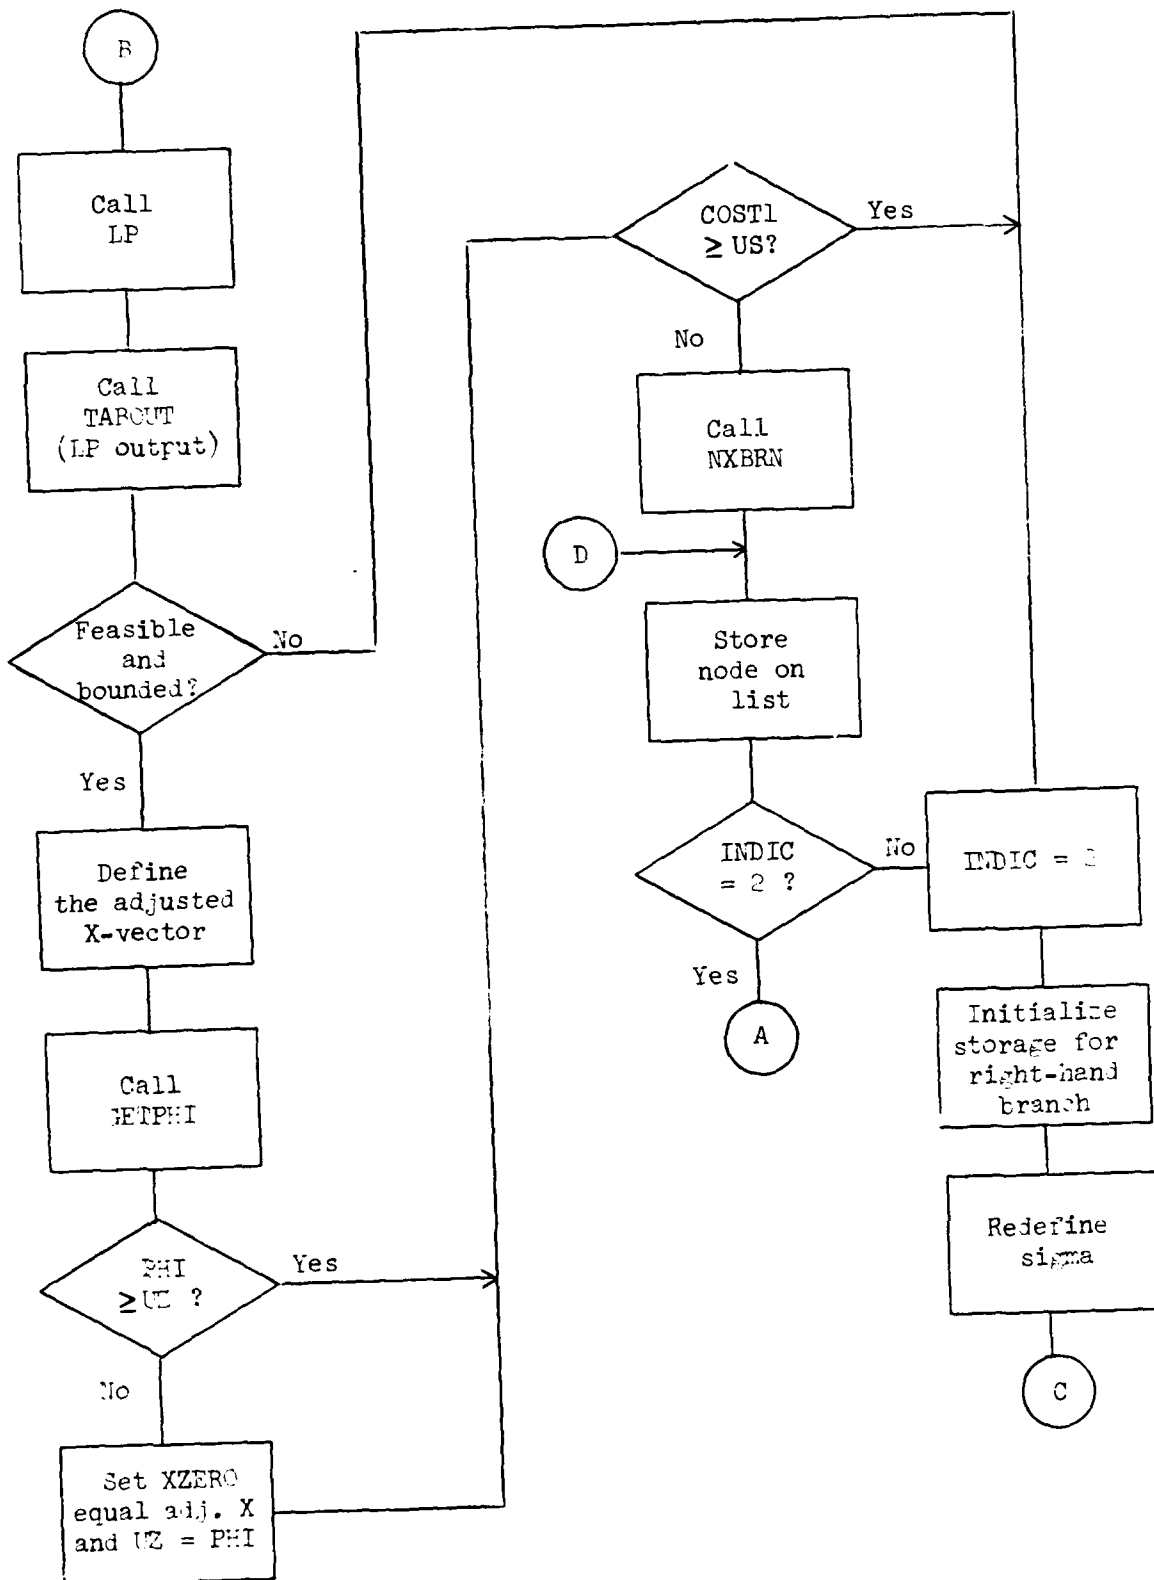 B
Call
LP
Call
TABOUT
(LP output)
Feasible
and
bounded?
No
Yes
Define
the adjusted
X-vector
Call
GETPHI
PHI
≥ UZ ?
Yes
No
Set XZERO
equal adj. X
and UZ = PHI
COST1
≥ US?
Yes
No
Call
NXBRN
D
Store
node on
list
INDIC
= 2 ?
No
Yes
A
INDIC =
Initialize
storage for
right-hand
branch
Redefine
sigma
C